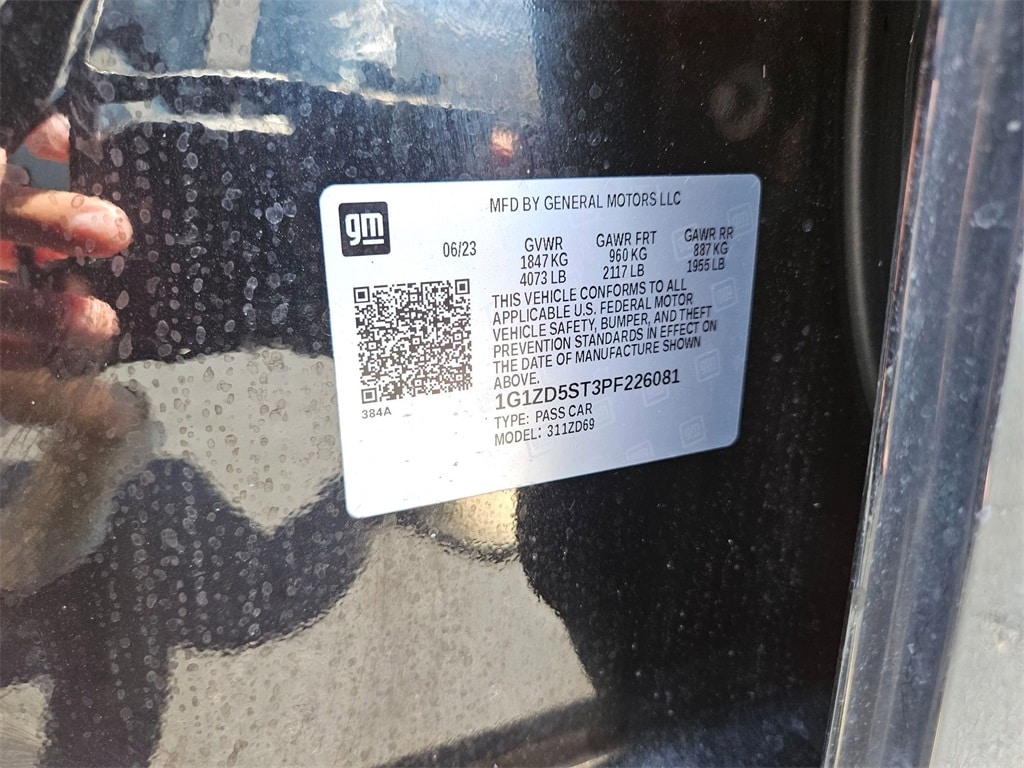 gm
MFD BY GENERAL MOTORS LLC
06/23
GVWR
1847 KG
4073 LB
GAWR FRT
960 KG
2117 LB
GAWR RR
887 KG
1955 LB
THIS VEHICLE CONFORMS TO ALL
APPLICABLE U.S. FEDERAL MOTOR
VEHICLE SAFETY, BUMPER, AND THEFT
PREVENTION STANDARDS IN EFFECT ON
THE DATE OF MANUFACTURE SHOWN
ABOVE.
1G1ZD5ST3PF226081
TYPE: PASS CAR
MODEL: 311ZD69
384A